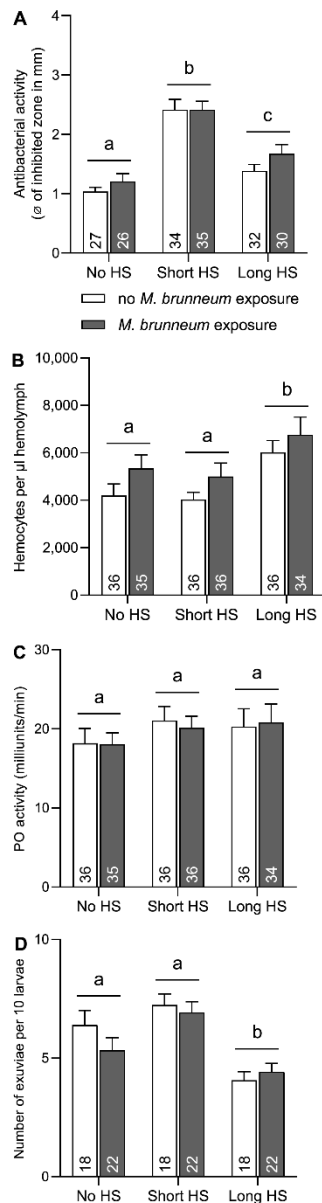 A
Antibacterial activity
(ø of inhibited zone in mm)
4
3
2
1
0
a
b
c
27
26
34
35
32
30
No HS
Short HS
Long HS
no M. brunneum exposure
M. brunneum exposure
B
Hemocytes per µl hemolymph
10,000
8,000
6,000
4,000
2,000
0
a
a
b
36
35
36
36
36
34
No HS
Short HS
Long HS
C
PO activity (milliunits/min)
30
20
10
0
a
a
a
36
35
36
36
36
34
No HS
Short HS
Long HS
D
Number of exuviae per 10 larvae
10
7
5
2
0
a
a
b
18
22
18
22
18
22
No HS
Short HS
Long HS